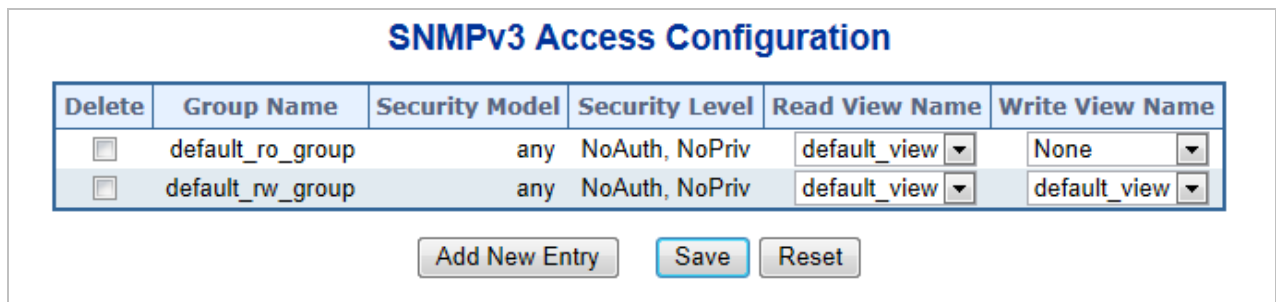 SNMPv3 Access Configuration
Delete Group Name Security Model Security Level Read View Name Write View Name
default_ro_group any NoAuth, NoPriv default_view None
default_rw_group any NoAuth, NoPriv default_view default_view
Add New Entry Save Reset